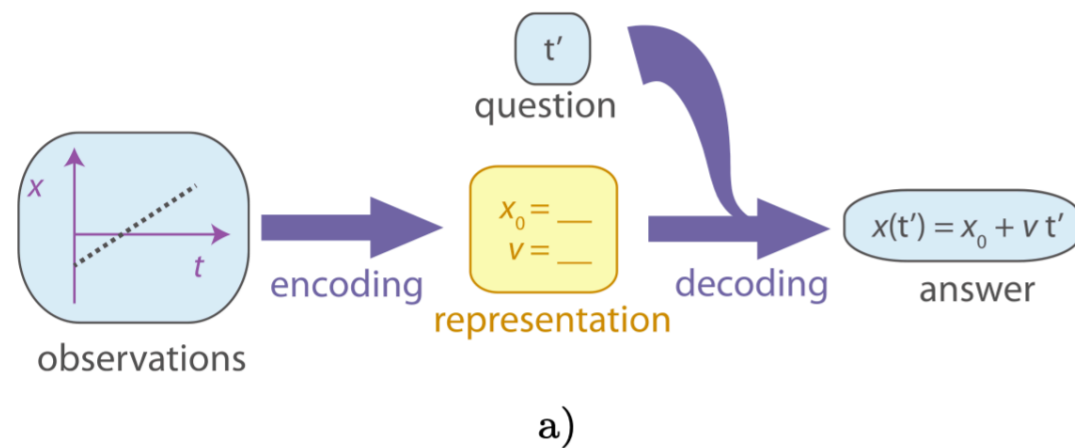 t′
question
x
t
observations
encoding
x₀ = __
v = __
representation
decoding
x(t′) = x₀ + v t′
answer
a)